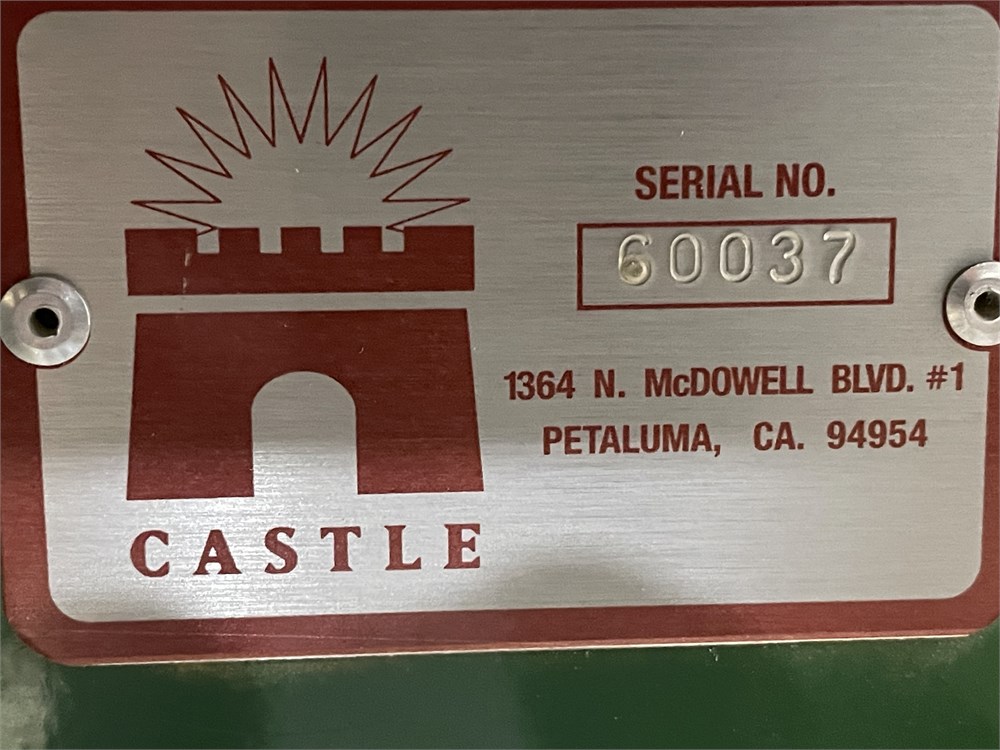 SERIAL NO.
60037
1364 N. McDOWELL BLVD. #1
PETALUMA, CA. 94954
CASTLE